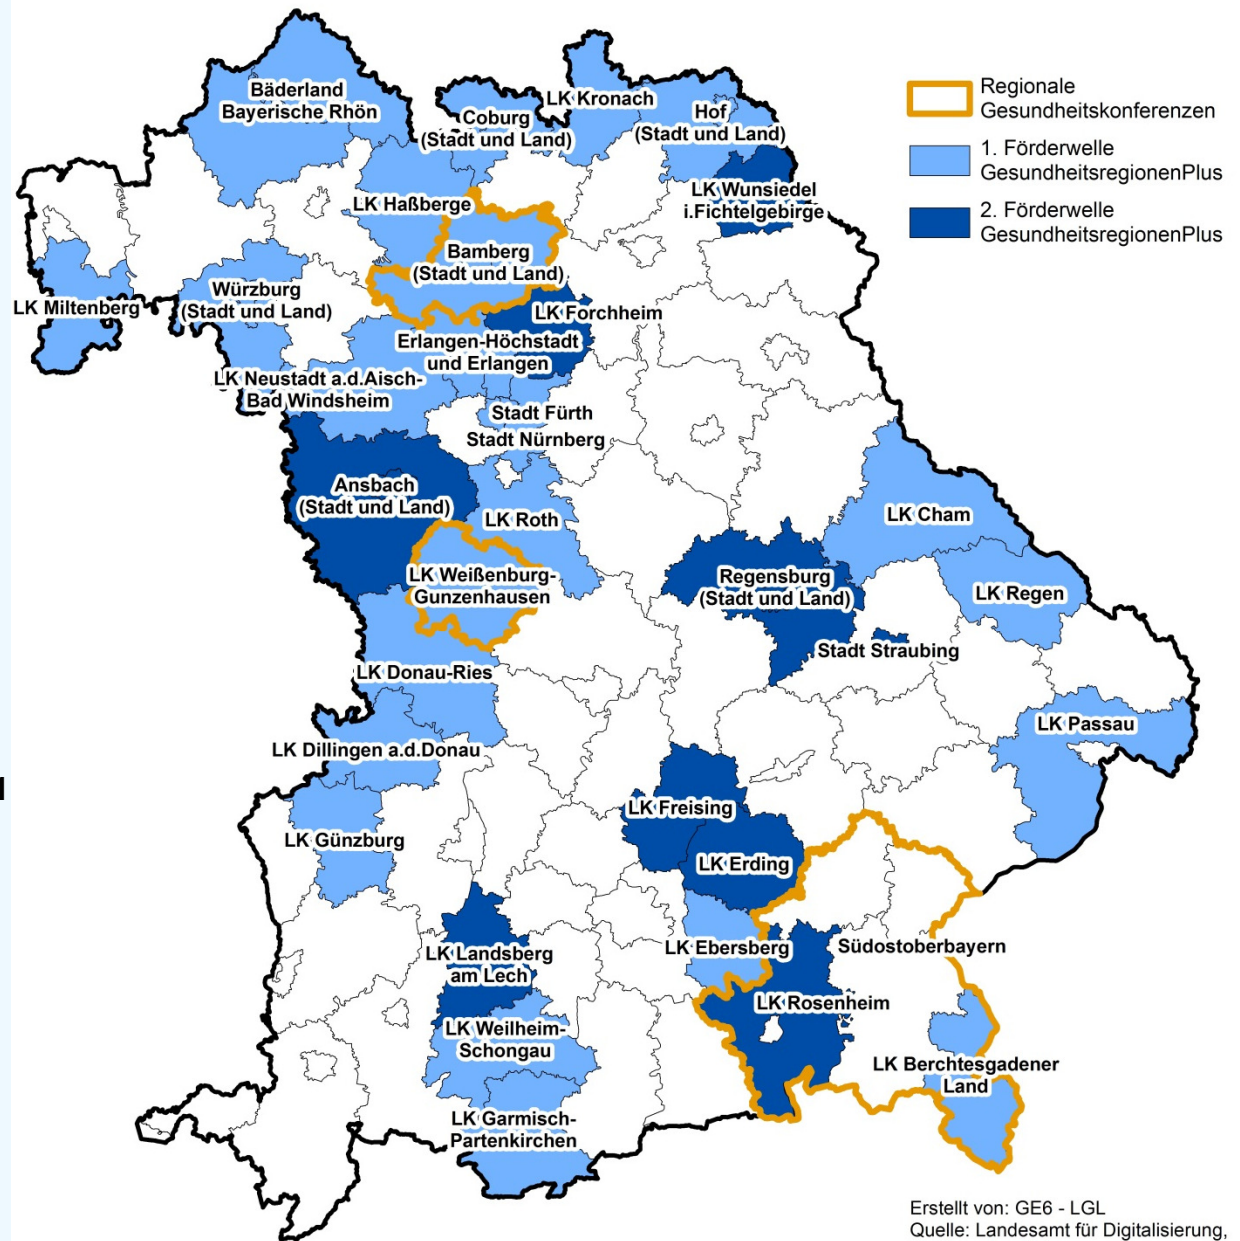 Regionale
Gesundheitskonferenzen
1. Förderwelle
GesundheitsregionenPlus
2. Förderwelle
GesundheitsregionenPlus
Bäderland
Bayerische Rhön
Coburg
(Stadt und Land)
LK Kronach
Hof
(Stadt und Land)
LK Wunsiedel
i.Fichtelgebirge
LK Haßberge
Bamberg
(Stadt und Land)
Würzburg
(Stadt und Land)
LK Miltenberg
LK Forchheim
Erlangen-Höchstadt
und Erlangen
LK Neustadt a.d.Aisch-
Bad Windsheim
Stadt Fürth
Stadt Nürnberg
Ansbach
(Stadt und Land)
LK Roth
LK Cham
LK Weißenburg-
Gunzenhausen
Regensburg
(Stadt und Land)
LK Regen
Stadt Straubing
LK Donau-Ries
LK Passau
LK Dillingen a.d.Donau
LK Freising
LK Günzburg
LK Erding
LK Ebersberg
Südostoberbayern
LK Landsberg
am Lech
LK Rosenheim
LK Weilheim-
Schongau
LK Berchtesgadener
Land
LK Garmisch-
Partenkirchen
Erstellt von: GE6 - LGL
Quelle: Landesamt für Digitalisierung,